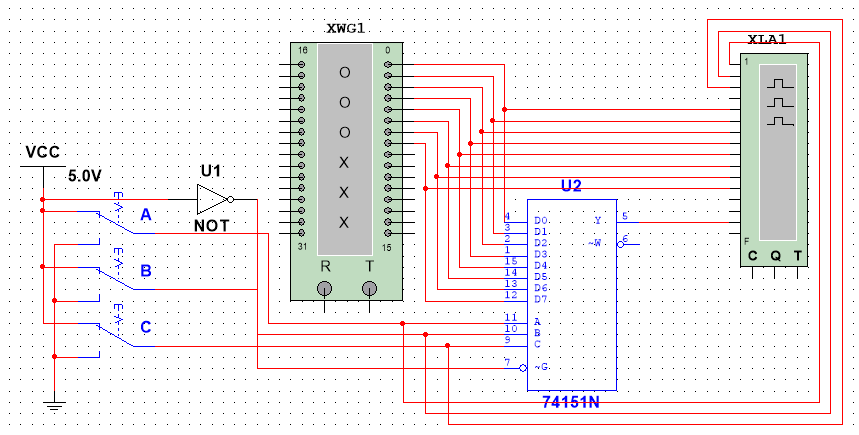 XWG1
XLA1
16
0
1
O
O
O
X
X
X
VCC
5.0V
U1
U2
NOT
A
B
C
31
15
R
T
F
C Q T
4 D0 Y 5
3 D1
2 D2 ~W 6
1 D3
15 D4
14 D5
13 D6
12 D7
11 A
10 B
9 C
7 ~G
74151N